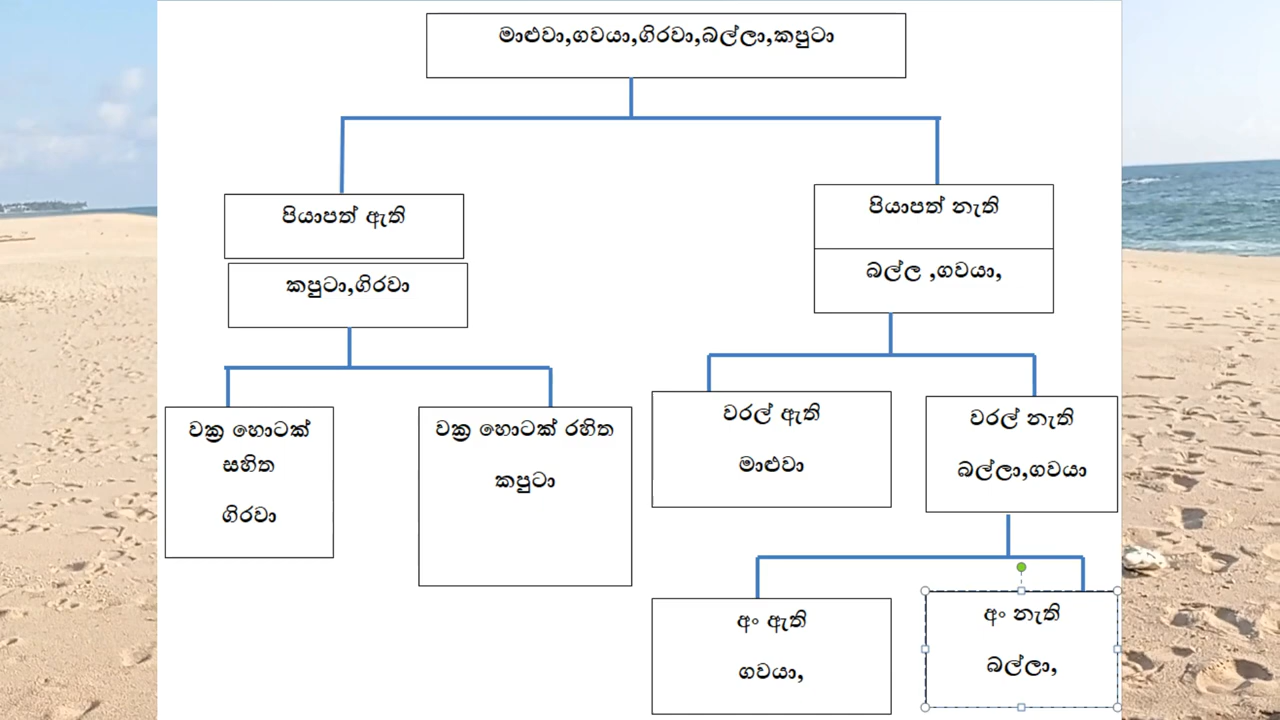 මාළුවා,ගවයා,ගිරවා,බල්ලා,කපුටා
පියාපත් ඇති
කපුටා,ගිරවා
පියාපත් නැති
බල්ල ,ගවයා,
වක්‍ර හොටක්
සහිත
ගිරවා
වක්‍ර හොටක් රහිත
කපුටා
වරල් ඇති
මාළුවා
වරල් නැති
බල්ලා,ගවයා
අං ඇති
ගවයා,
අං නැති
බල්ලා,